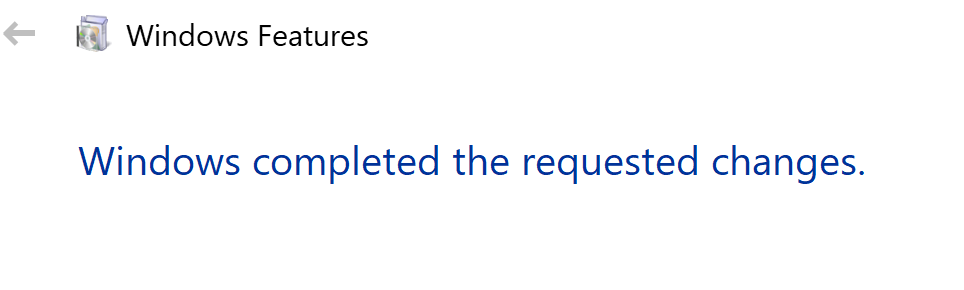 Windows Features
Windows completed the requested changes.